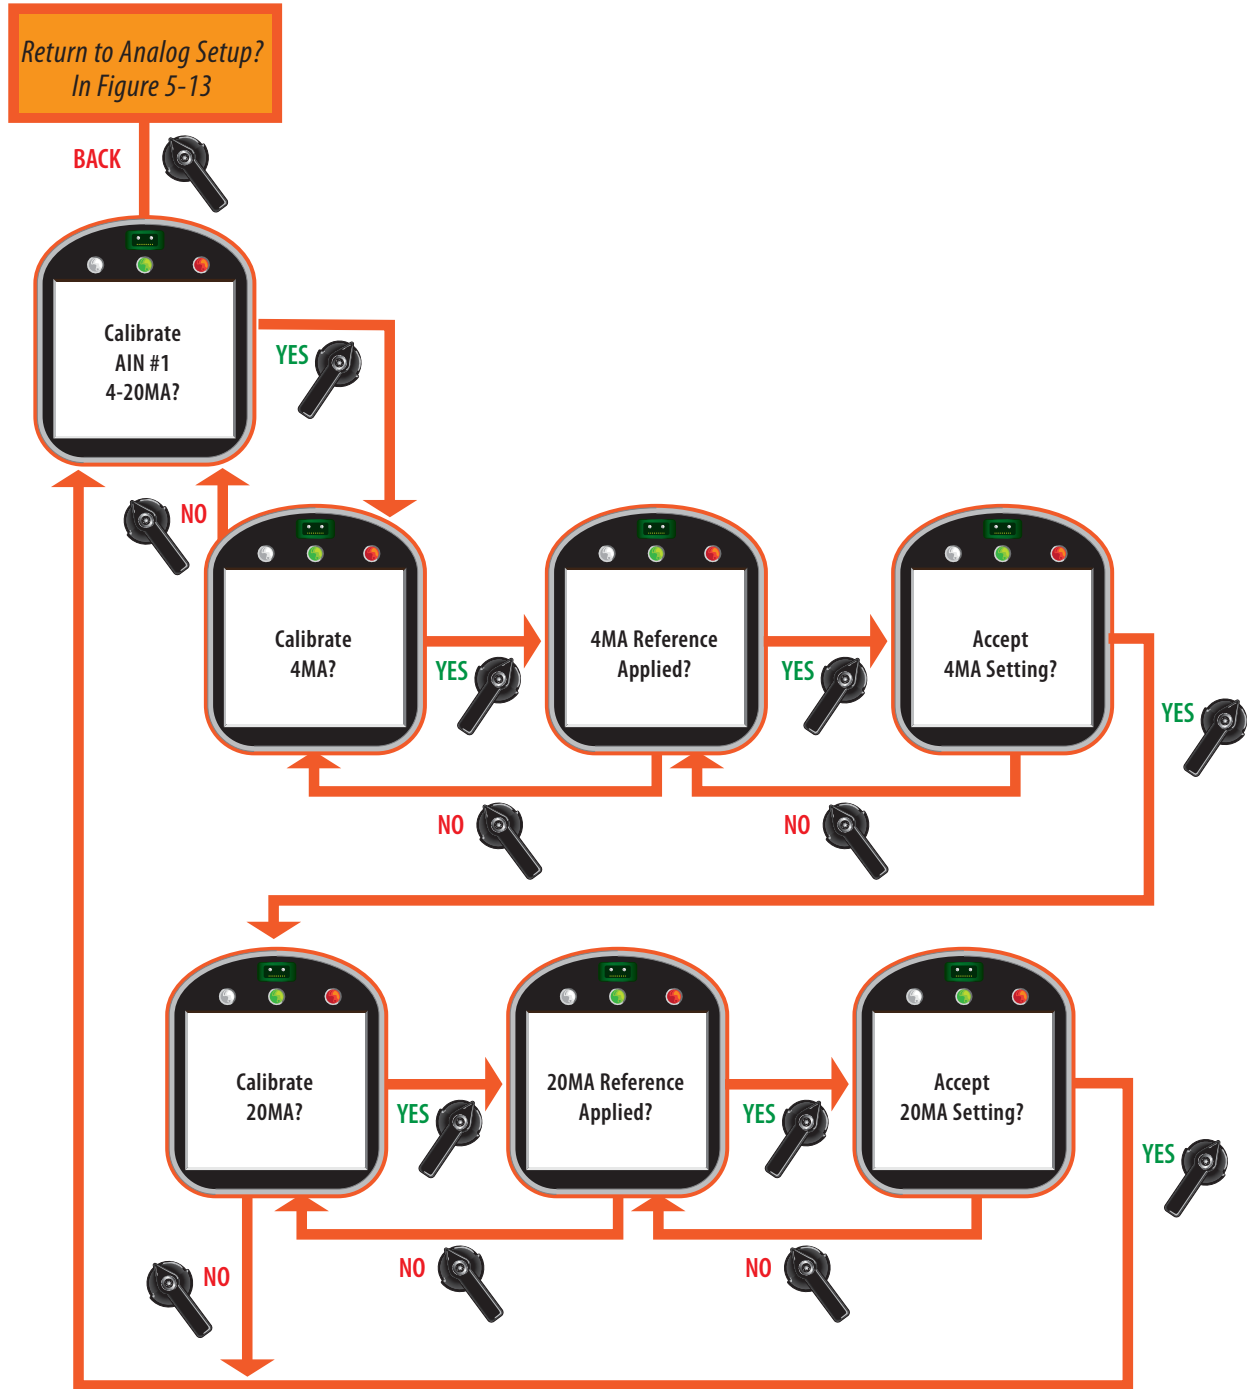 Return to Analog Setup?
In Figure 5-13
BACK
Calibrate
AIN #1
4-20MA?
YES
NO
Calibrate
4MA?
YES
4MA Reference
Applied?
YES
Accept
4MA Setting?
YES
NO
NO
Calibrate
20MA?
YES
20MA Reference
Applied?
YES
Accept
20MA Setting?
YES
NO
NO
NO